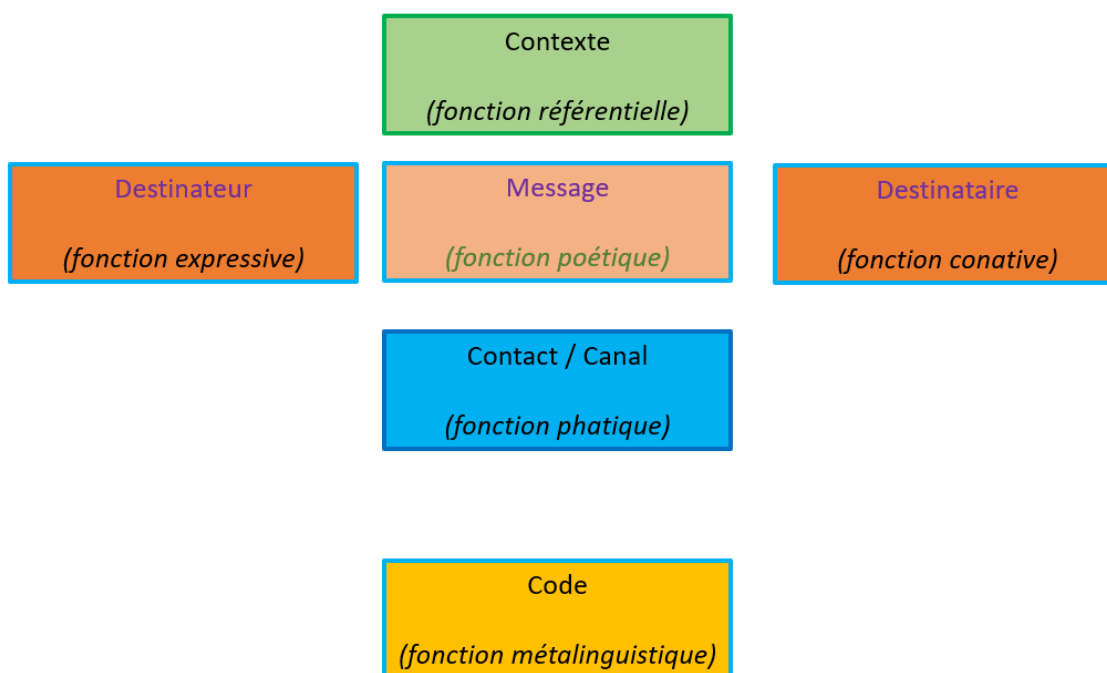 Contexte
(fonction référentielle)
Destinateur
(fonction expressive)
Message
(fonction poétique)
Destinataire
(fonction conative)
Contact / Canal
(fonction phatique)
Code
(fonction métalinguistique)